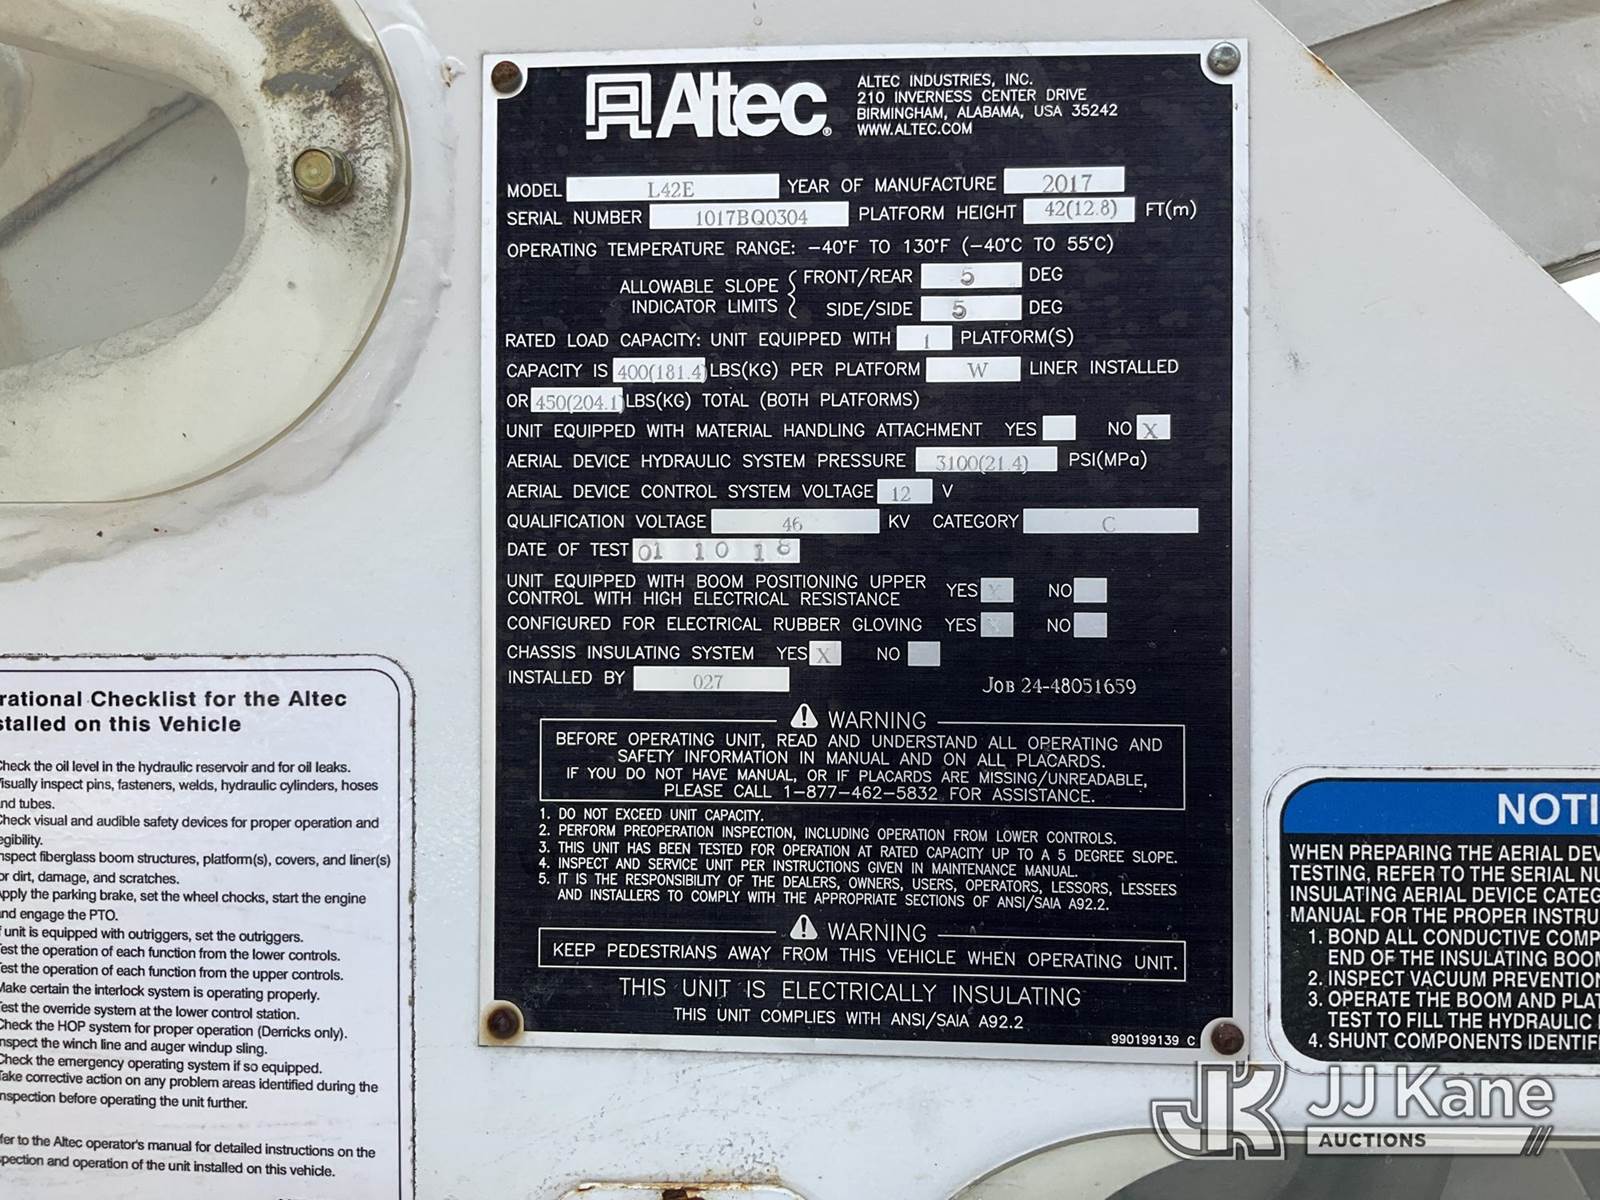 Altec®
ALTEC INDUSTRIES, INC.
210 INVERNESS CENTER DRIVE
BIRMINGHAM, ALABAMA, USA 35242
WWW.ALTEC.COM
MODEL L42E YEAR OF MANUFACTURE 2017
SERIAL NUMBER 1017BQ0304 PLATFORM HEIGHT 42(12.8) FT(m)
OPERATING TEMPERATURE RANGE: -40°F TO 130°F (-40°C TO 55°C)
ALLOWABLE SLOPE INDICATOR LIMITS { FRONT/REAR 5 DEG
SIDE/SIDE 5 DEG
RATED LOAD CAPACITY: UNIT EQUIPPED WITH 1 PLATFORM(S)
CAPACITY IS 400(181.4) LBS(KG) PER PLATFORM W LINER INSTALLED
OR 450(204.1) LBS(KG) TOTAL (BOTH PLATFORMS)
UNIT EQUIPPED WITH MATERIAL HANDLING ATTACHMENT YES NO X
AERIAL DEVICE HYDRAULIC SYSTEM PRESSURE 3100(21.4) PSI(MPa)
AERIAL DEVICE CONTROL SYSTEM VOLTAGE 12 V
QUALIFICATION VOLTAGE 46 KV CATEGORY C
DATE OF TEST 01 10 18
UNIT EQUIPPED WITH BOOM POSITIONING UPPER
CONTROL WITH HIGH ELECTRICAL RESISTANCE YES X NO
CONFIGURED FOR ELECTRICAL RUBBER GLOVING YES X NO
CHASSIS INSULATING SYSTEM YES X NO
INSTALLED BY 027
JOB 24-48051659
WARNING
BEFORE OPERATING UNIT, READ AND UNDERSTAND ALL OPERATING AND
SAFETY INFORMATION IN MANUAL AND ON ALL PLACARDS.
IF YOU DO NOT HAVE MANUAL, OR IF PLACARDS ARE MISSING/UNREADABLE,
PLEASE CALL 1-877-462-5832 FOR ASSISTANCE.
1. DO NOT EXCEED UNIT CAPACITY.
2. PERFORM PREOPERATION INSPECTION, INCLUDING OPERATION FROM LOWER CONTROLS.
3. THIS UNIT HAS BEEN TESTED FOR OPERATION AT RATED CAPACITY UP TO A 5 DEGREE SLOPE.
4. INSPECT AND SERVICE UNIT PER INSTRUCTIONS GIVEN IN MAINTENANCE MANUAL.
5. IT IS THE RESPONSIBILITY OF THE DEALERS, OWNERS, USERS, OPERATORS, LESSORS, LESSEES
AND INSTALLERS TO COMPLY WITH THE APPROPRIATE SECTIONS OF ANSI/SAIA A92.2.
WARNING
KEEP PEDESTRIANS AWAY FROM THIS VEHICLE WHEN OPERATING UNIT.
THIS UNIT IS ELECTRICALLY INSULATING
THIS UNIT COMPLIES WITH ANSI/SAIA A92.2
990199139 C
rational Checklist for the Altec
stalled on this Vehicle
Check the oil level in the hydraulic reservoir and for oil leaks.
Visually inspect pins, fasteners, welds, hydraulic cylinders, hoses
and tubes.
Check visual and audible safety devices for proper operation and
egibility.
nspect fiberglass boom structures, platform(s), covers, and liner(s)
or dirt, damage, and scratches.
Apply the parking brake, set the wheel chocks, start the engine
and engage the PTO.
f unit is equipped with outriggers, set the outriggers.
Test the operation of each function from the lower controls.
Test the operation of each function from the upper controls.
Make certain the interlock system is operating properly.
Test the override system at the lower control station.
Check the HOP system for proper operation (Derricks only).
nspect the winch line and auger windup sling.
Check the emergency operating system if so equipped.
Take corrective action on any problem areas identified during the
nspection before operating the unit further.
fer to the Altec operator's manual for detailed instructions on the
pection and operation of the unit installed on this vehicle.
NOTI
WHEN PREPARING THE AERIAL DEV
TESTING, REFER TO THE SERIAL NU
INSULATING AERIAL DEVICE CATEG
MANUAL FOR THE PROPER INSTRU
1. BOND ALL CONDUCTIVE COMP
END OF THE INSULATING BOOM
2. INSPECT VACUUM PREVENTION
3. OPERATE THE BOOM AND PLAT
TEST TO FILL THE HYDRAULIC
4. SHUNT COMPONENTS IDENTIF
JK JJ Kane
AUCTIONS